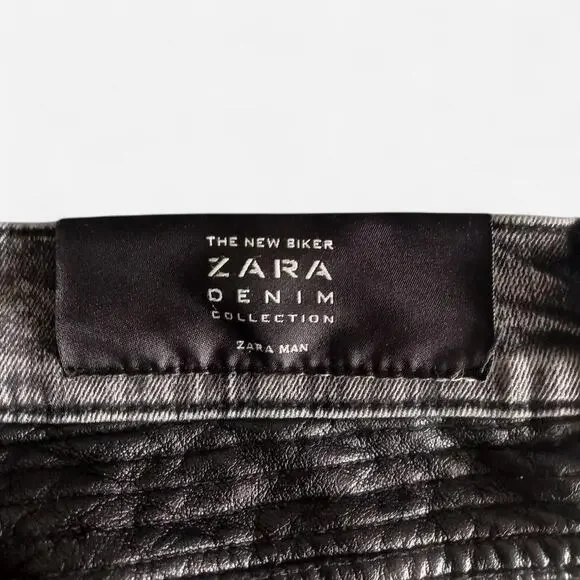 THE NEW BIKER
ZARA
DENIM
COLLECTION
ZARA MAN